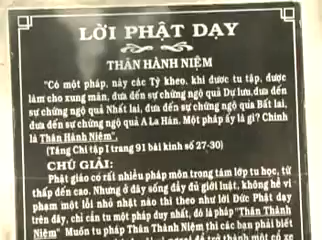 LỜI PHẬT DẠY
THÂN HÀNH NIỆM
"Có một pháp, này các Tỷ kheo, khi được tu tập, được
làm cho xung mãn, đưa đến sự chứng ngộ quả Dự lưu, đưa đến
sự chứng ngộ quả Nhất lai, đưa đến sự chứng ngộ quả Bất lai,
đưa đến sự chứng ngộ quả A La Hán. Một pháp ấy là gì? Chính
là Thân Hành Niệm".
(Tăng Chi tập I trang 91 bài kinh số 27-30)
CHÚ GIẢI:
Phật giáo có rất nhiều pháp môn trong tám lớp tu học, từ
thấp đến cao. Nhưng ở đây sống đầy đủ giới luật, không hề vi
phạm một lỗi nhỏ nhặt nào thì theo như lời Đức Phật dạy
trên đây, chỉ cần tu một pháp duy nhất, đó là pháp "Thân Thành
Niệm" Muốn tu pháp Thân Thành Niệm thì các bạn phải biết